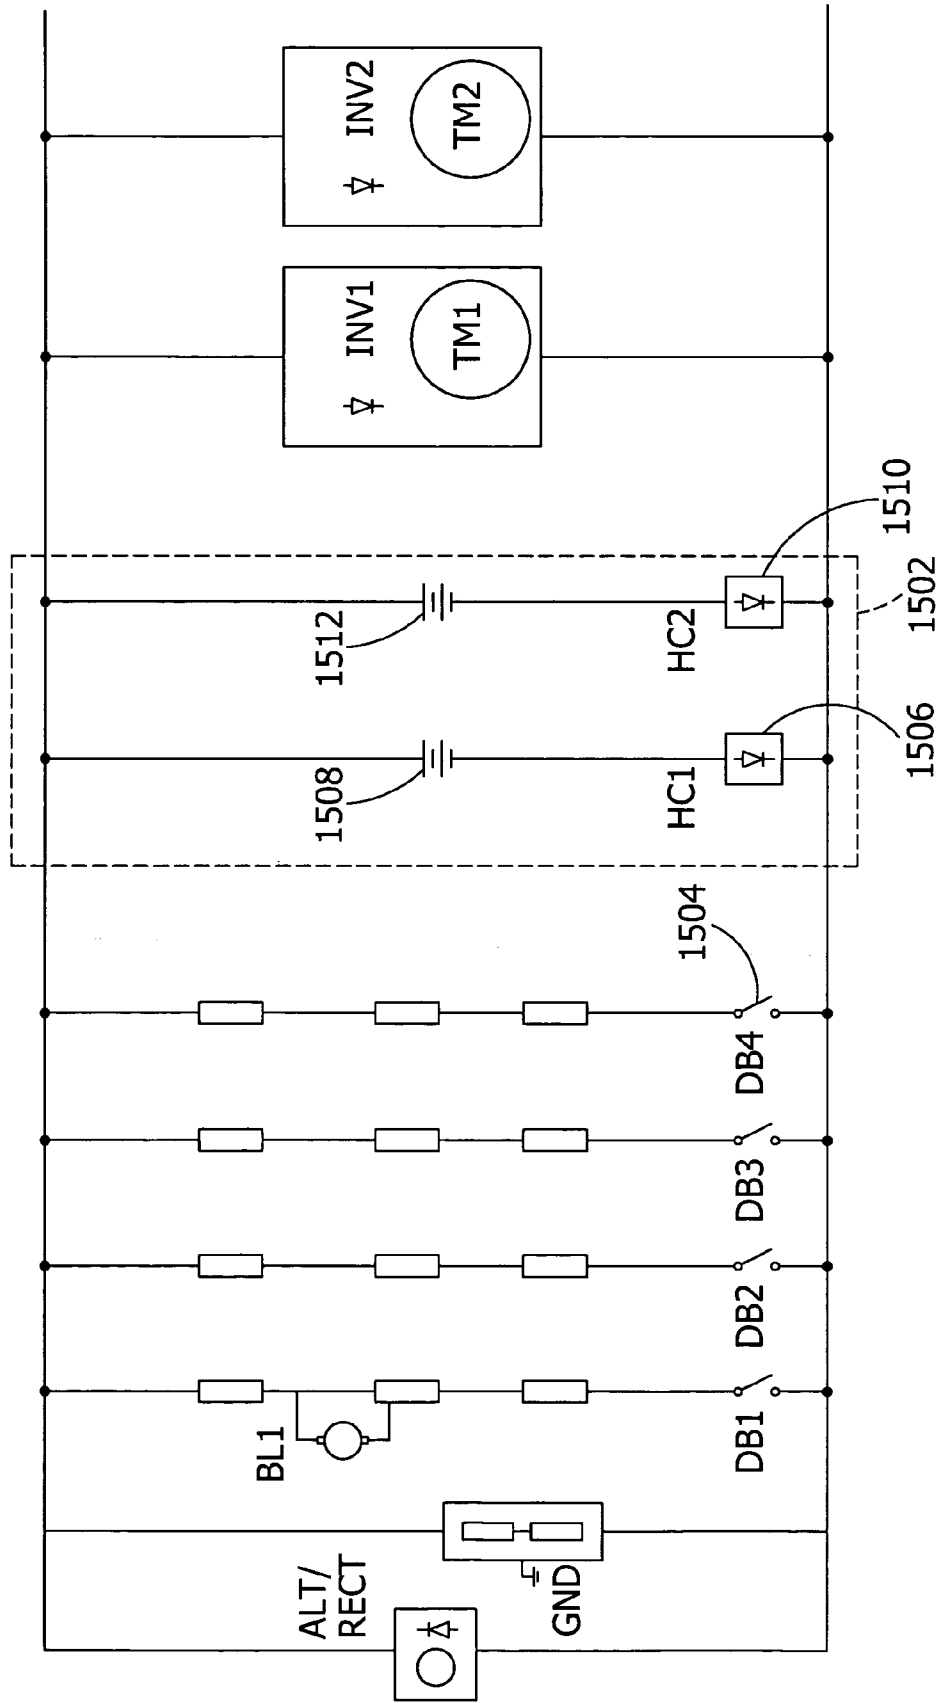 ALT/
RECT
GND
BL1
DB1
DB2
DB3
DB4
1504
1508
HC1
1506
1512
HC2
1510
1502
INV1
TM1
INV2
TM2